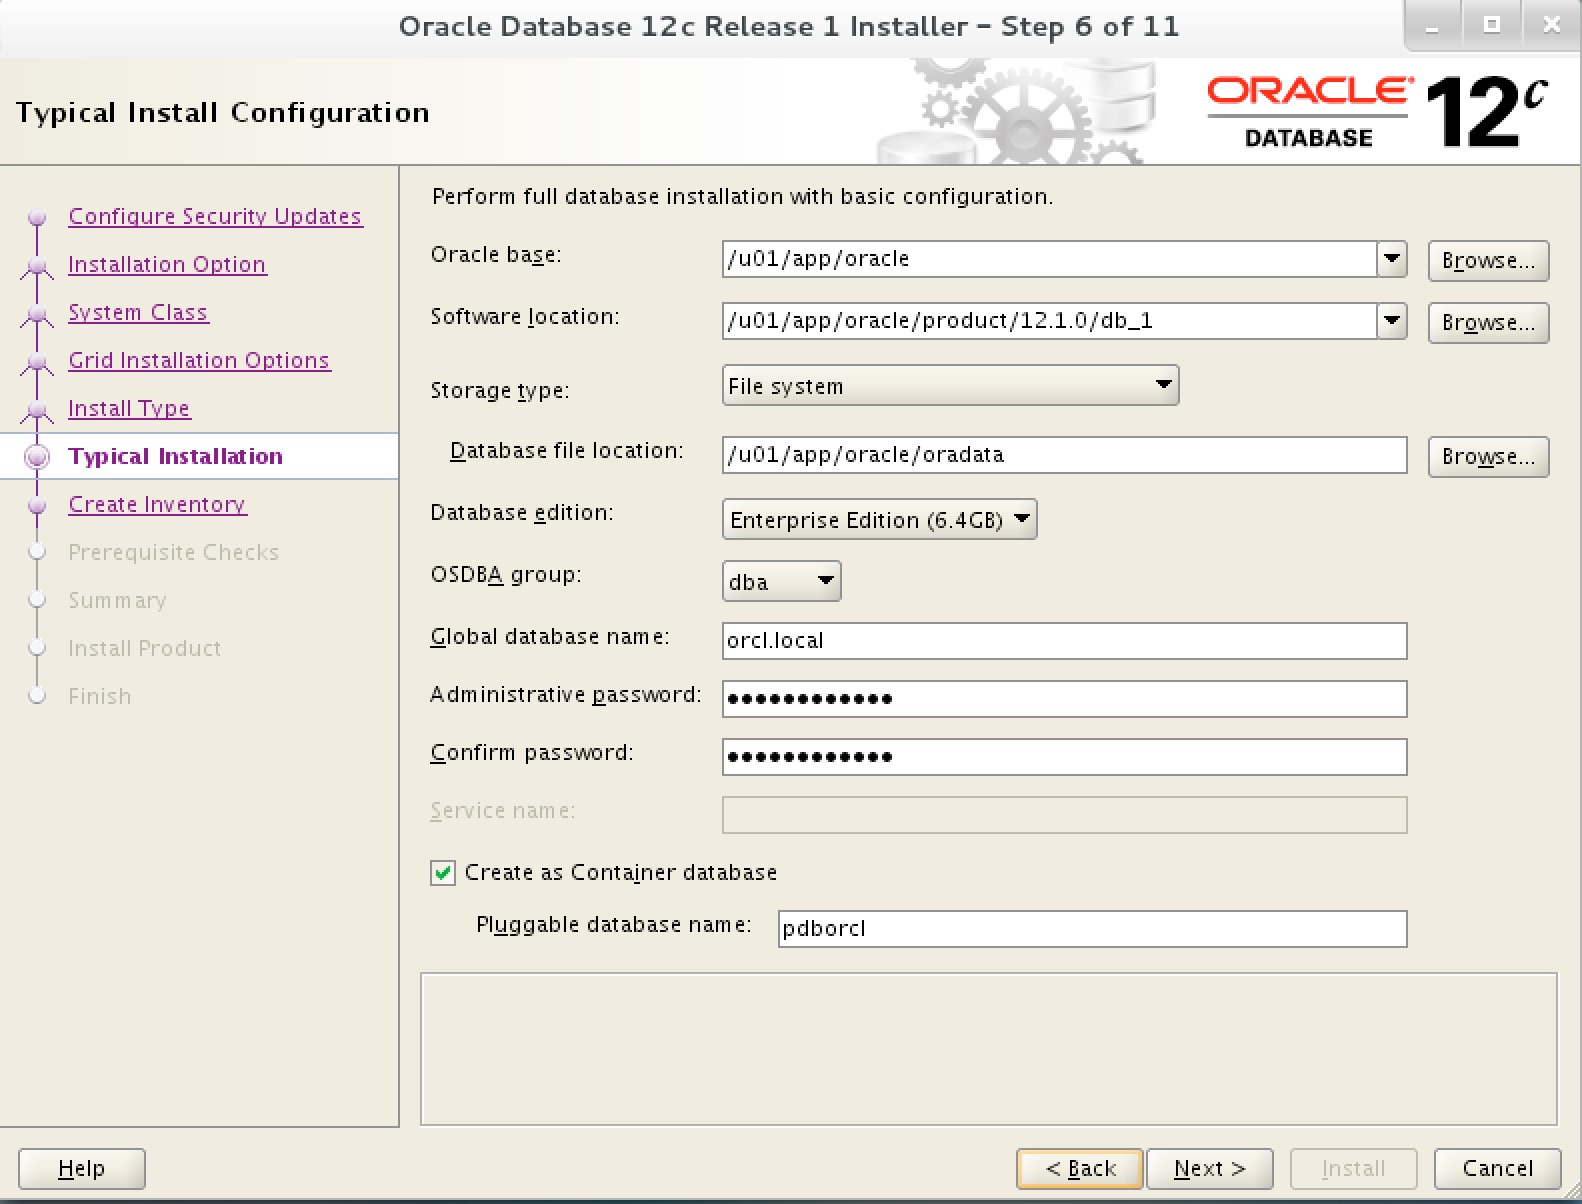 Oracle Database 12c Release 1 Installer - Step 6 of 11
Typical Install Configuration
ORACLE®
DATABASE
12c
Configure Security Updates
Installation Option
System Class
Grid Installation Options
Install Type
Typical Installation
Create Inventory
Prerequisite Checks
Summary
Install Product
Finish
Perform full database installation with basic configuration.
Oracle base: /u01/app/oracle Browse...
Software location: /u01/app/oracle/product/12.1.0/db_1 Browse...
Storage type: File system
Database file location: /u01/app/oracle/oradata Browse...
Database edition: Enterprise Edition (6.4GB)
OSDBA group: dba
Global database name: orcl.local
Administrative password: ••••••••••••
Confirm password: ••••••••••••
Service name:
Create as Container database
Pluggable database name: pdborcl
Help < Back Next > Install Cancel